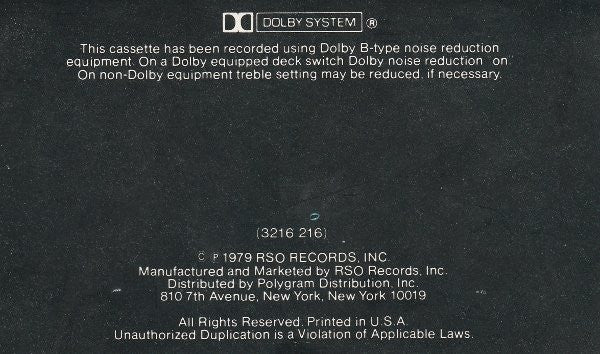 DOLBY SYSTEM ®
This cassette has been recorded using Dolby B-type noise reduction
equipment. On a Dolby equipped deck switch Dolby noise reduction "on"
On non-Dolby equipment treble setting may be reduced, if necessary.
(3216 216)
© ℗ 1979 RSO RECORDS, INC.
Manufactured and Marketed by RSO Records, Inc.
Distributed by Polygram Distribution, Inc.
810 7th Avenue, New York, New York 10019
All Rights Reserved. Printed in U.S.A.
Unauthorized Duplication is a Violation of Applicable Laws.